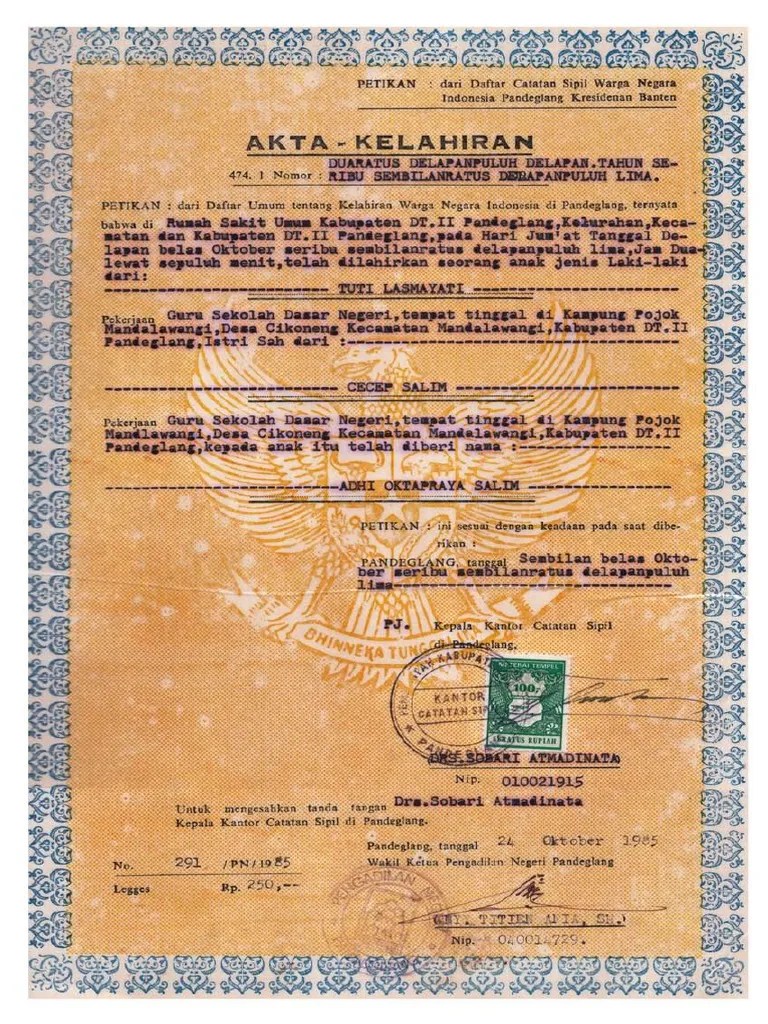 PETIKAN : dari Daftar Catatan Sipil Warga Negara
Indonesia Pandeglang Kresidenan Banten
AKTA - KELAHIRAN
DUARATUS DELAPANPULUH DELAPAN.TAHUN SE-
474. 1 Nomor : RIBU SEMBILANRATUS DELAPANPULUH LIMA.
PETIKAN : dari Daftar Umum tentang Kelahiran Warga Negara Indonesia di Pandeglang, ternyata
bahwa di Rumah Sakit Umum Kabupaten DT.II Pandeglang,Kelurahan,Keca-
matan dan Kabupaten DT.II Pandeglang,pada Hari Jum'at Tanggal De-
lapan belas Oktober seribu sembilanratus delapanpuluh lima,Jam Dua-
lewat sepuluh menit,telah dilahirkan seorang anak jenis Laki-laki
dari:
TUTI LASMAYATI
Pekerjaan Guru Sekolah Dasar Negeri,tempat tinggal di Kampung Pojok
Mandalawangi,Desa Cikoneng Kecamatan Mandalawangi,Kabupaten DT.II
Pandeglang,Istri Sah dari :
CECEP SALIM
Pekerjaan Guru Sekolah Dasar Negeri,tempat tinggal di Kampung Pojok
Mandlawangi,Desa Cikoneng Kecamatan Mandalawangi,Kabupaten DT.II
Pandeglang,kepada anak itu telah diberi nama :
ADHI OKTAPRAYA SALIM
PETIKAN : ini sesuai dengan keadaan pada saat dibe-
rikan :
PANDEGLANG, tanggal Sembilan belas Okto-
ber seribu sembilanratus delapanpuluh
lima
PJ. Kepala Kantor Catatan Sipil
di Pandeglang,
BHINNEKA TUNGGAL
KABUPAT
KANTOR
CATATAN SIP
METERAI TEMPEL
100
SERATUS RUPIAH
DRS.SOBARI ATMADINATA
Nip. 010021915
Untuk mengesahkan tanda tangan Drs.Sobari Atmadinata
Kepala Kantor Catatan Sipil di Pandeglang.
Pandeglang, tanggal 24 Oktober 1985
Wakil Ketua Pengadilan Negeri Pandeglang
No. 291 /PN/1985
Legges Rp. 250,--
PENGADILAN
TITIEN
SH.)
Nip. 040014729.